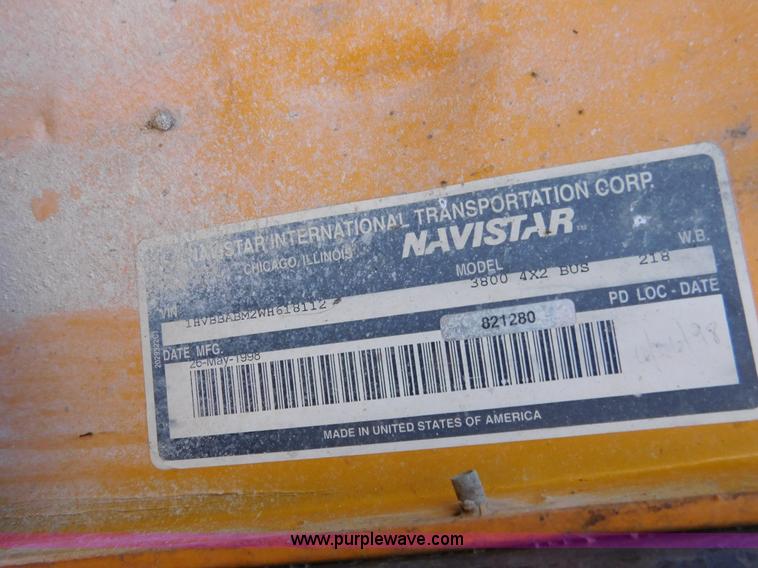 NAVISTAR INTERNATIONAL TRANSPORTATION CORP.
CHICAGO, ILLINOIS
NAVISTAR
VIN
MODEL
W.B.
1HVBBABM2WH618112
3800 4X2 BUS
218
DATE MFG.
821280
PD LOC - DATE
26-May-1998
MADE IN UNITED STATES OF AMERICA
www.purplewave.com